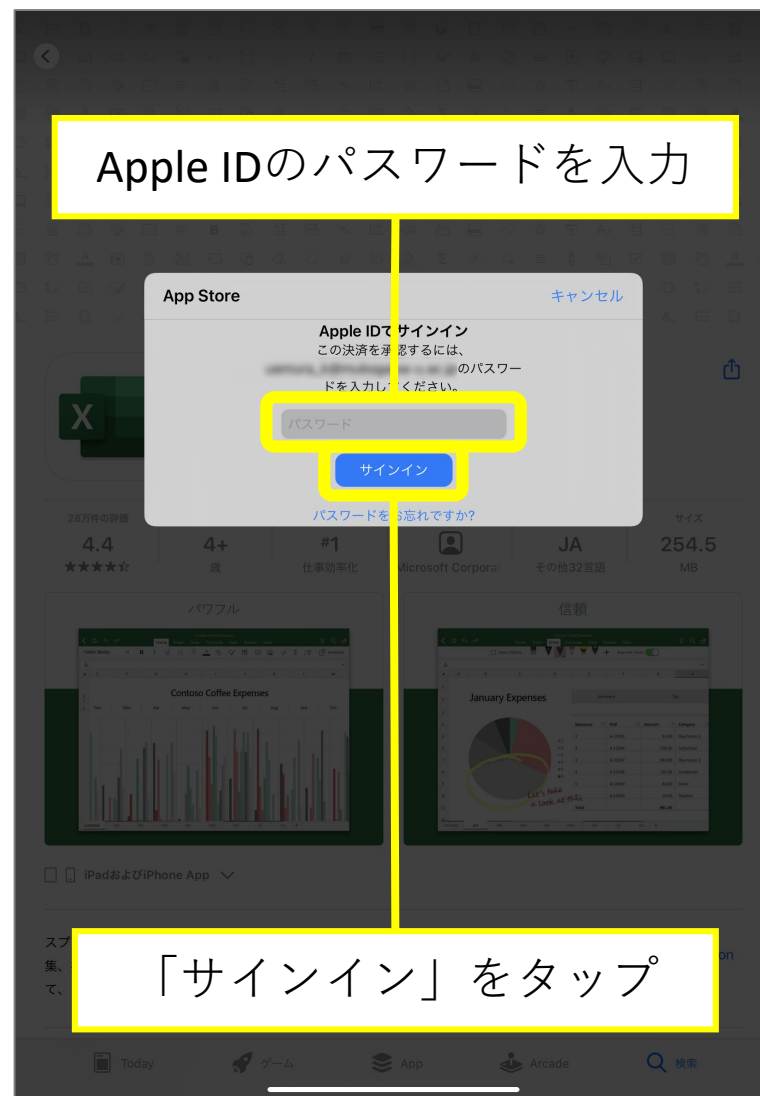 Apple IDのパスワードを入力
App Store
キャンセル
Apple IDでサインイン
この決済を承認するには、
のパスワー
ドを入力してください。
パスワード
サインイン
パスワードをお忘れですか?
28万件の評価
4.4
★★★★☆
4+
歳
#1
仕事効率化
Microsoft Corpora
JA
その他32言語
サイズ
254.5
MB
パワフル
信頼
Contoso Coffee Expenses
January Expenses
Let's take
a look at this
Total
iPadおよびiPhone App
スプ
集、
て、
on
「サインイン」をタップ
Today
ゲーム
App
Arcade
検索